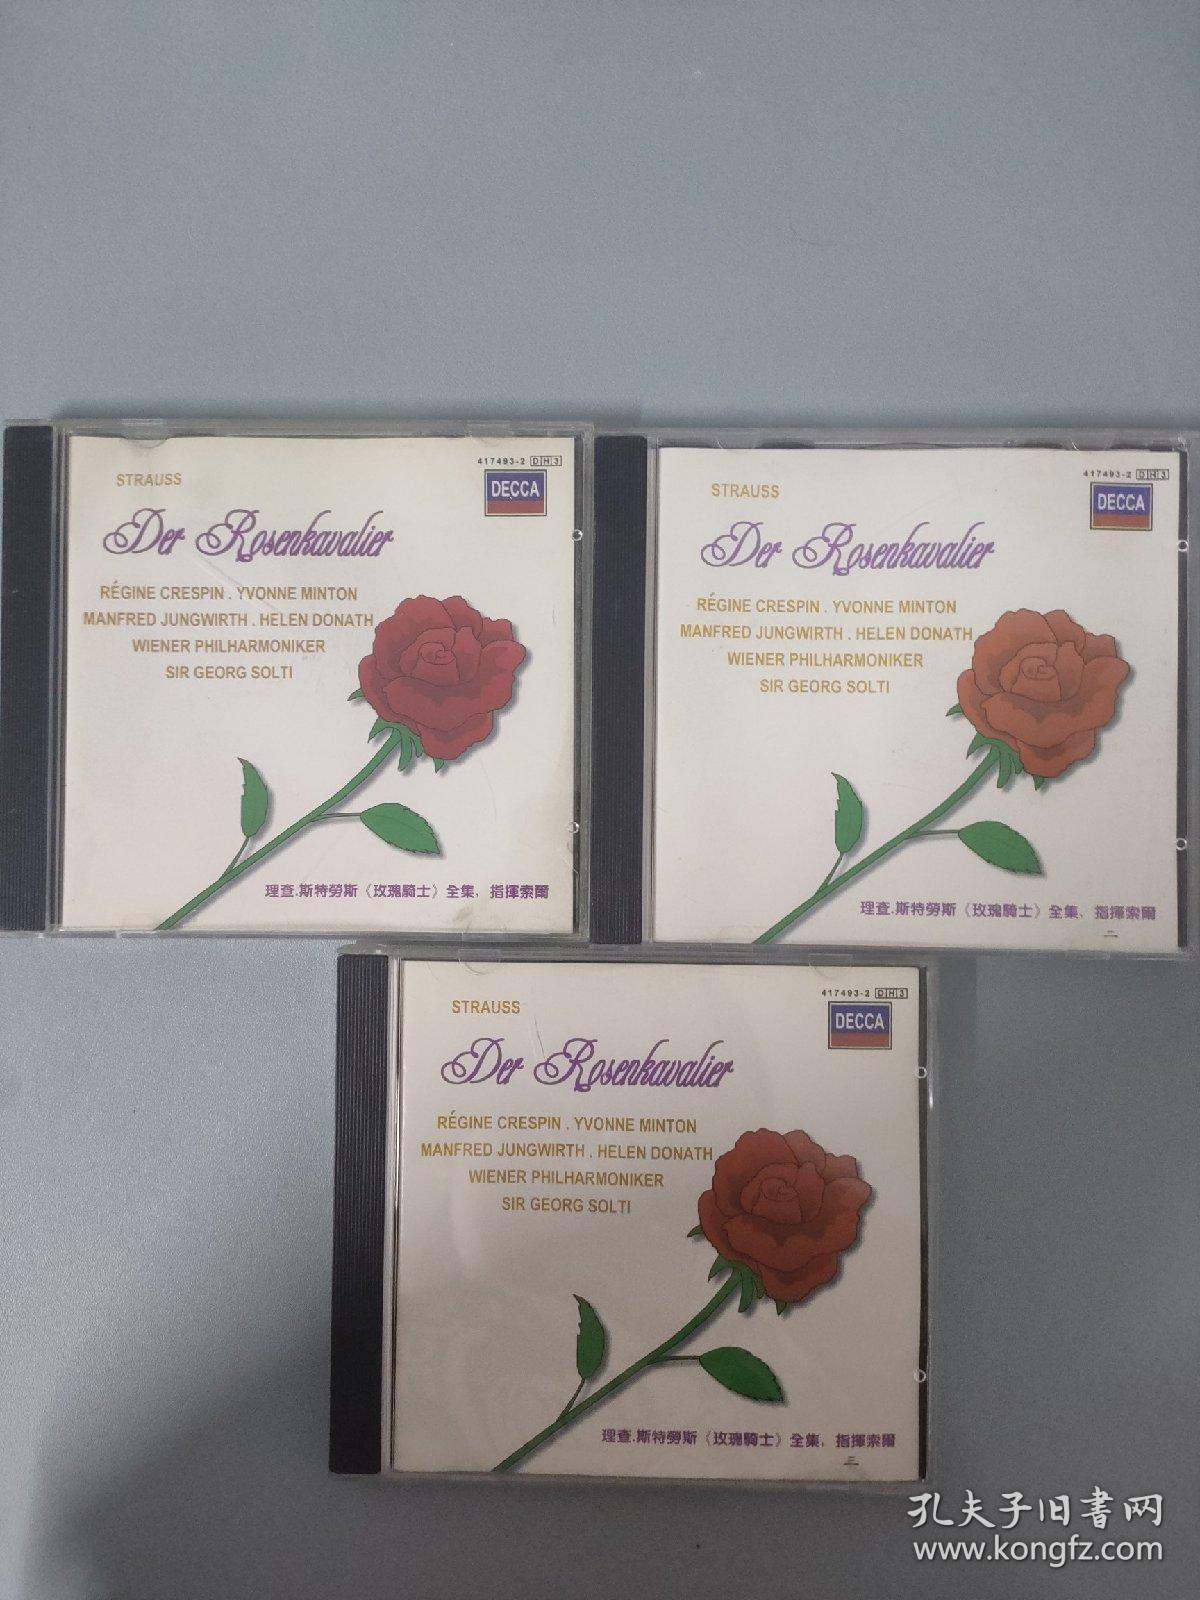 417493-2 DH3
DECCA
STRAUSS
Der Rosenkavalier
RÉGINE CRESPIN . YVONNE MINTON
MANFRED JUNGWIRTH . HELEN DONATH
WIENER PHILHARMONIKER
SIR GEORG SOLTI
理查.斯特勞斯〈玫瑰騎士〉全集，指揮索爾
417493-2 DH3
DECCA
STRAUSS
Der Rosenkavalier
RÉGINE CRESPIN . YVONNE MINTON
MANFRED JUNGWIRTH . HELEN DONATH
WIENER PHILHARMONIKER
SIR GEORG SOLTI
理查.斯特勞斯〈玫瑰騎士〉全集，指揮索爾
二
417493-2 DH3
DECCA
STRAUSS
Der Rosenkavalier
RÉGINE CRESPIN . YVONNE MINTON
MANFRED JUNGWIRTH . HELEN DONATH
WIENER PHILHARMONIKER
SIR GEORG SOLTI
理查.斯特勞斯〈玫瑰騎士〉全集，指揮索爾
三
孔夫子旧书网
www.kongfz.com